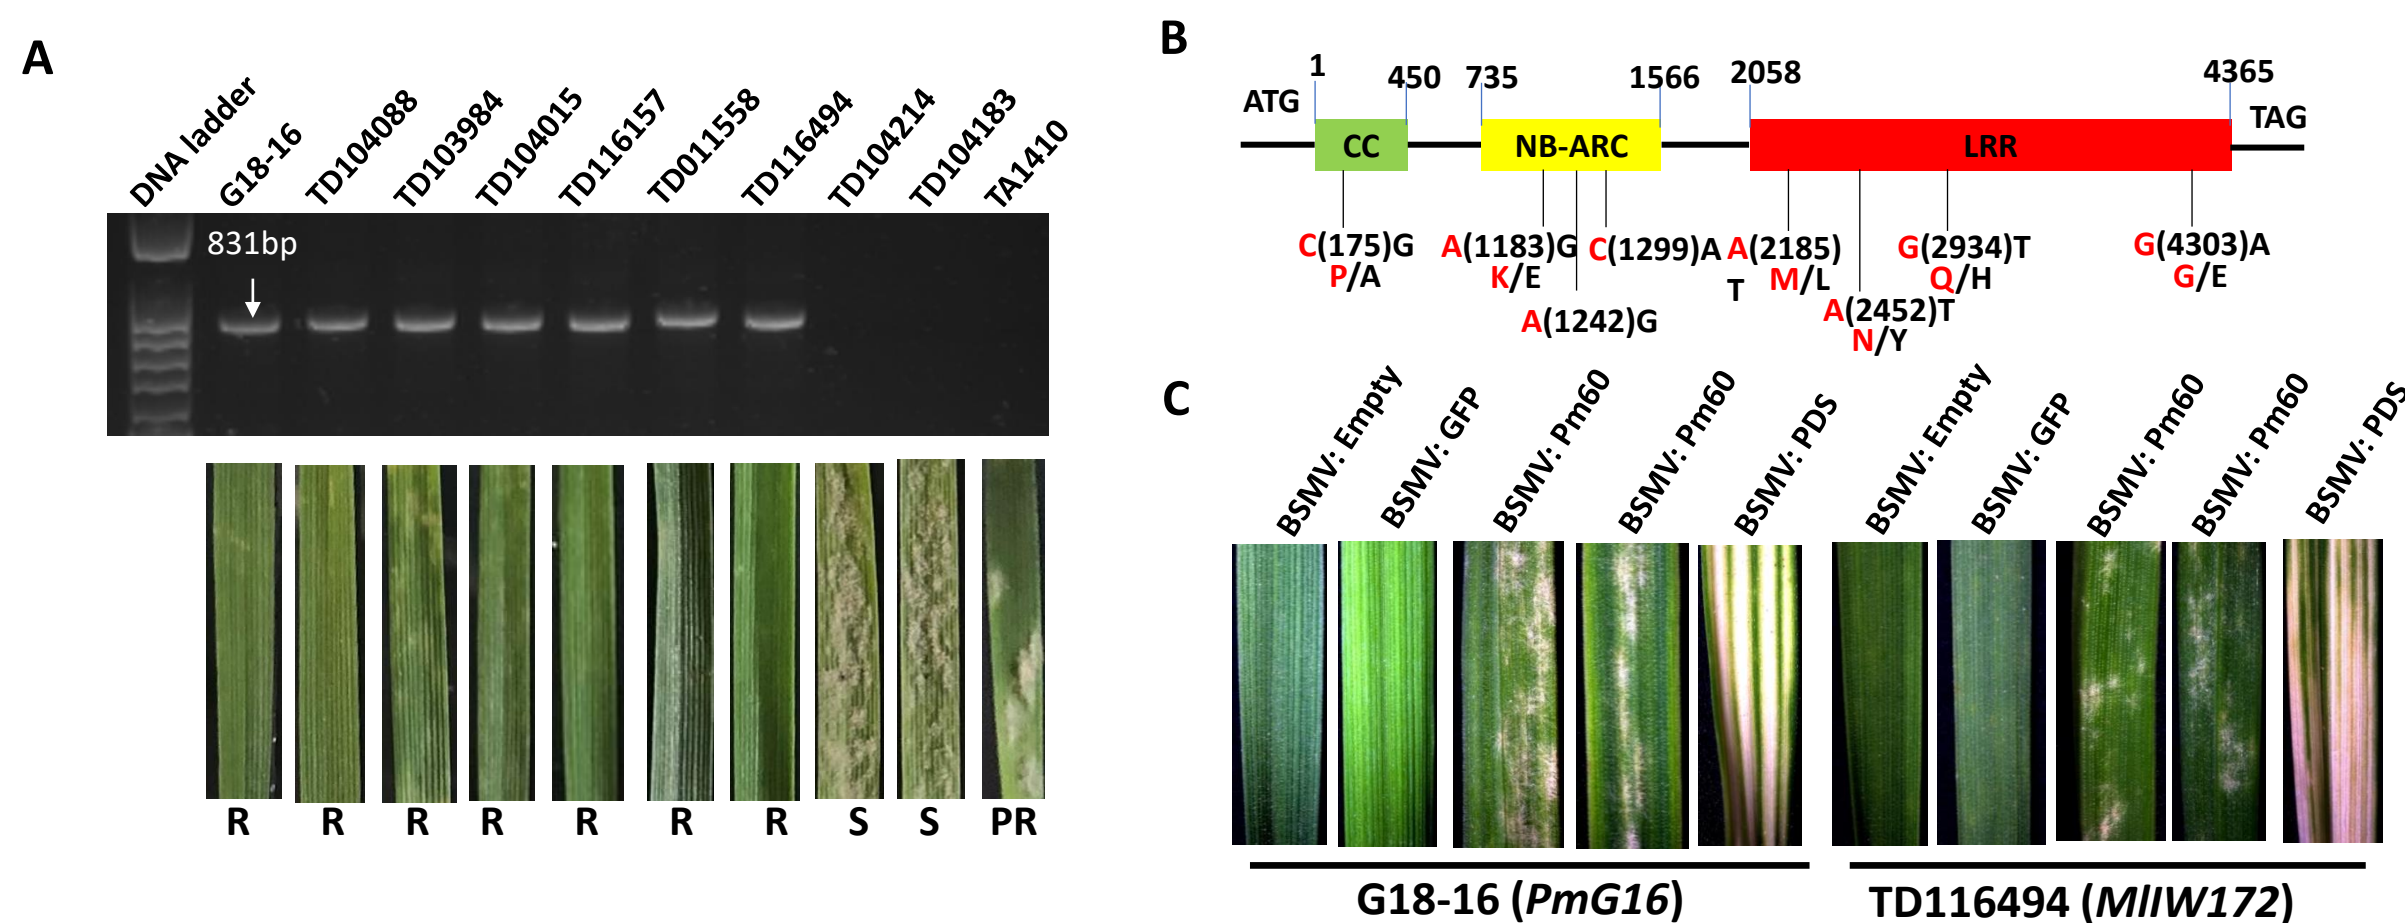 A
DNA ladder
G18-16
TD104088
TD103984
TD104015
TD116157
TD011558
TD116494
TD104214
TD104183
TA1410
831bp
R R R R R R R S S PR
B
1 450 735 1566 2058 4365
ATG TAG
CC NB-ARC LRR
C(175)G
P/A
A(1183)G
K/E
A(1242)G
C(1299)A
A(2185)
T
M/L
A(2452)T
N/Y
G(2934)T
Q/H
G(4303)A
G/E
C
BSMV: Empty
BSMV: GFP
BSMV: Pm60
BSMV: Pm60
BSMV: PDS
BSMV: Empty
BSMV: GFP
BSMV: Pm60
BSMV: Pm60
BSMV: PDS
G18-16 (PmG16)
TD116494 (MlIW172)